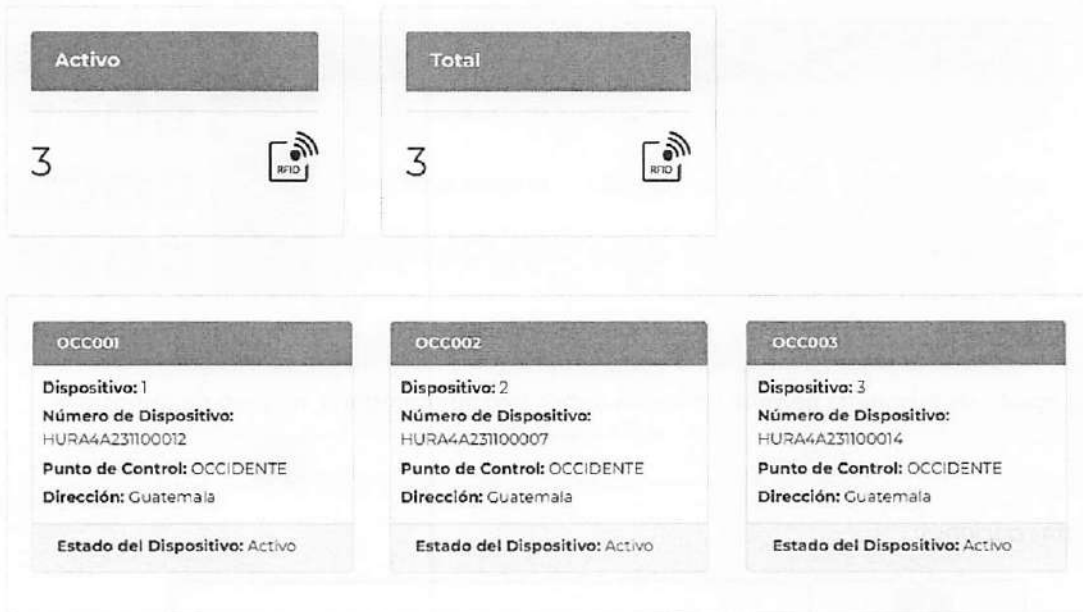 Activo
Total
3
RFID
3
RFID
OCC001
OCC002
OCC003
Dispositivo: 1
Número de Dispositivo:
HURA4A231100012
Punto de Control: OCCIDENTE
Dirección: Guatemala
Estado del Dispositivo: Activo
Dispositivo: 2
Número de Dispositivo:
HURA4A231100007
Punto de Control: OCCIDENTE
Dirección: Guatemala
Estado del Dispositivo: Activo
Dispositivo: 3
Número de Dispositivo:
HURA4A231100014
Punto de Control: OCCIDENTE
Dirección: Guatemala
Estado del Dispositivo: Activo